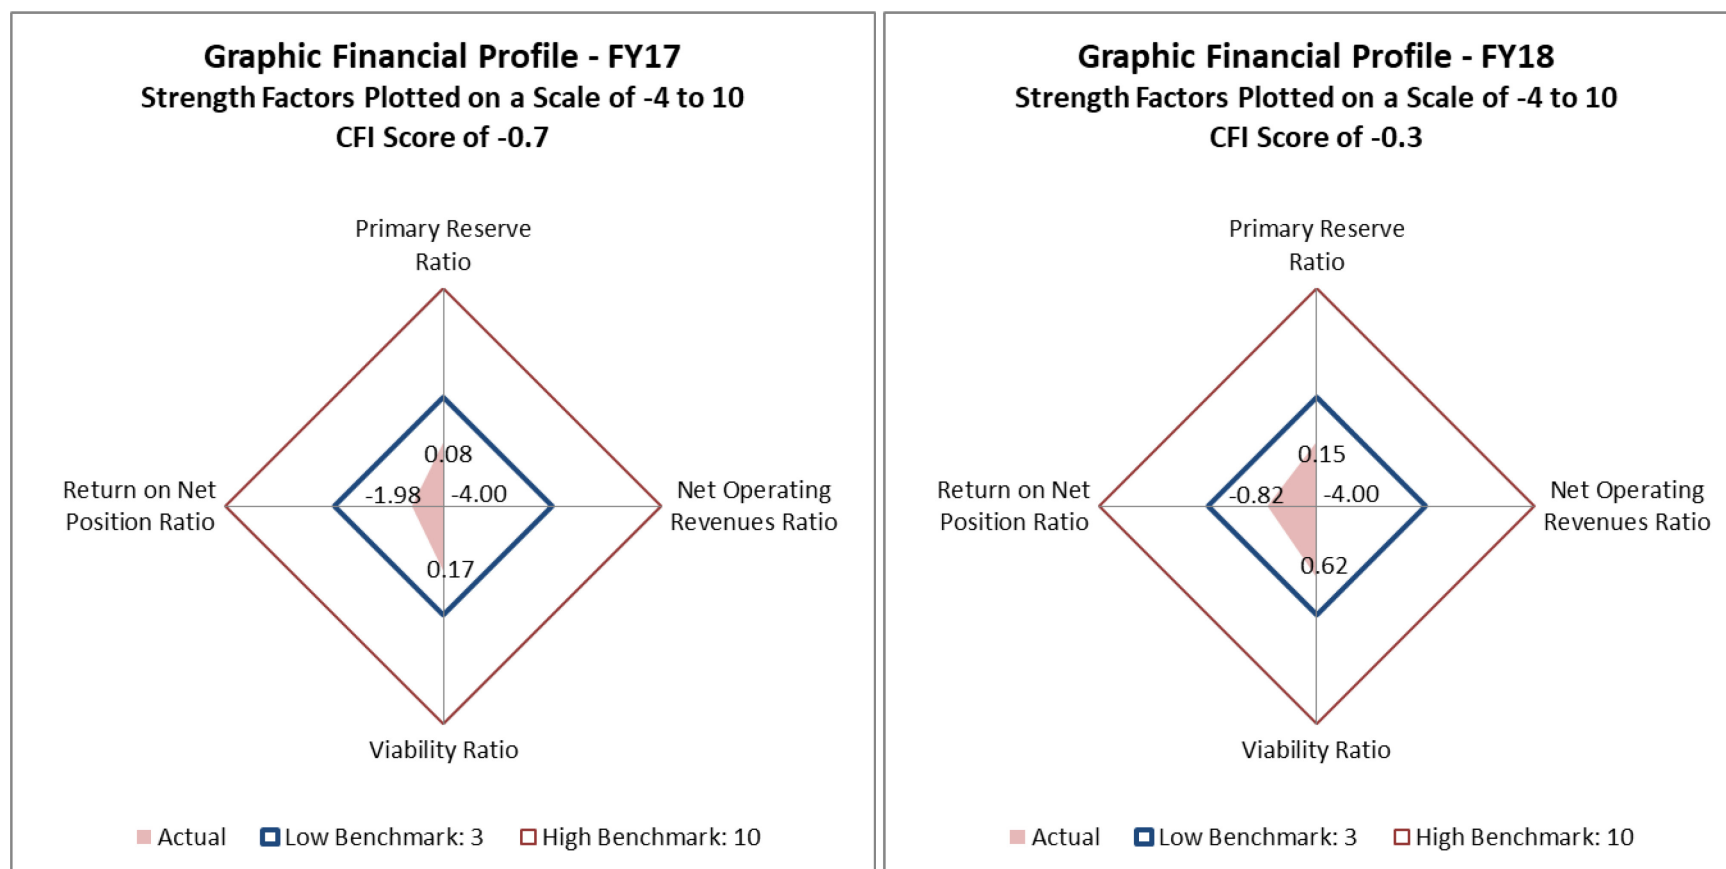 Graphic Financial Profile - FY17
Strength Factors Plotted on a Scale of -4 to 10
CFI Score of -0.7
Primary Reserve
Ratio
0.08
-1.98
-4.00
Return on Net
Position Ratio
Net Operating
Revenues Ratio
0.17
Viability Ratio
Actual
Low Benchmark: 3
High Benchmark: 10
Graphic Financial Profile - FY18
Strength Factors Plotted on a Scale of -4 to 10
CFI Score of -0.3
Primary Reserve
Ratio
0.15
-0.82
-4.00
Return on Net
Position Ratio
Net Operating
Revenues Ratio
0.62
Viability Ratio
Actual
Low Benchmark: 3
High Benchmark: 10